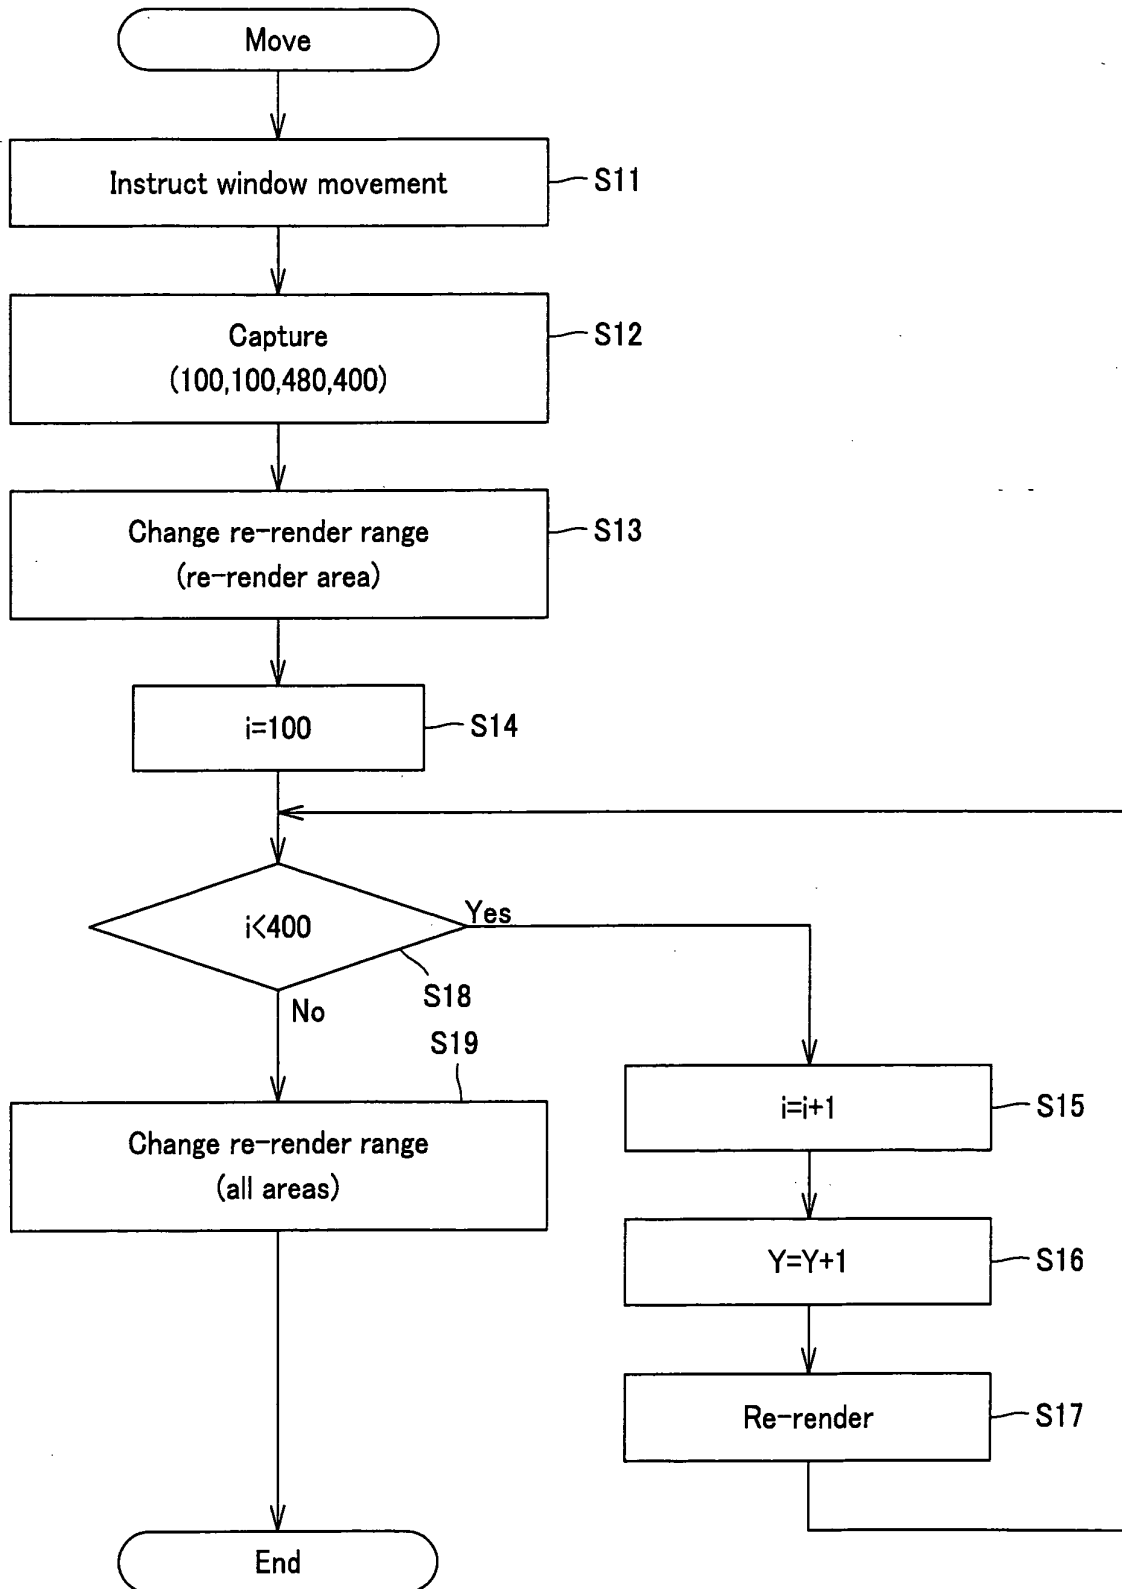 Move
Instruct window movement
S11
Capture
(100,100,480,400)
S12
Change re-render range
(re-render area)
S13
i=100
S14
i<400
Yes
S18
No
S19
Change re-render range
(all areas)
i=i+1
S15
Y=Y+1
S16
Re-render
S17
End